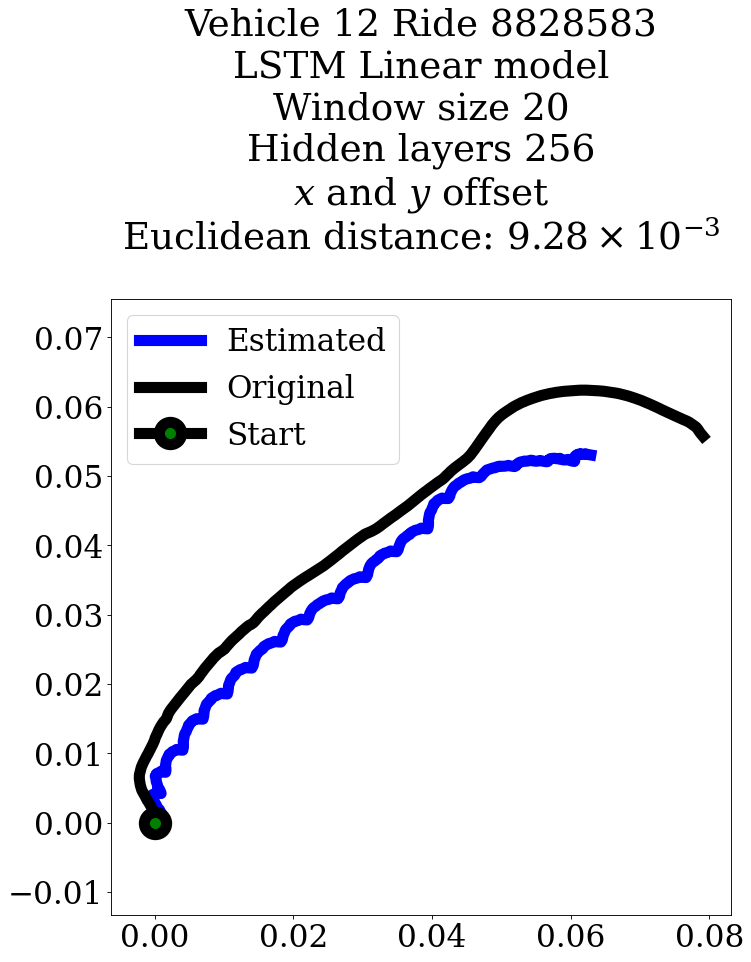 Vehicle 12 Ride 8828583
LSTM Linear model
Window size 20
Hidden layers 256
x and y offset
Euclidean distance: 9.28 × 10⁻³
Estimated
Original
Start
0.07
0.06
0.05
0.04
0.03
0.02
0.01
0.00
−0.01
0.00 0.02 0.04 0.06 0.08